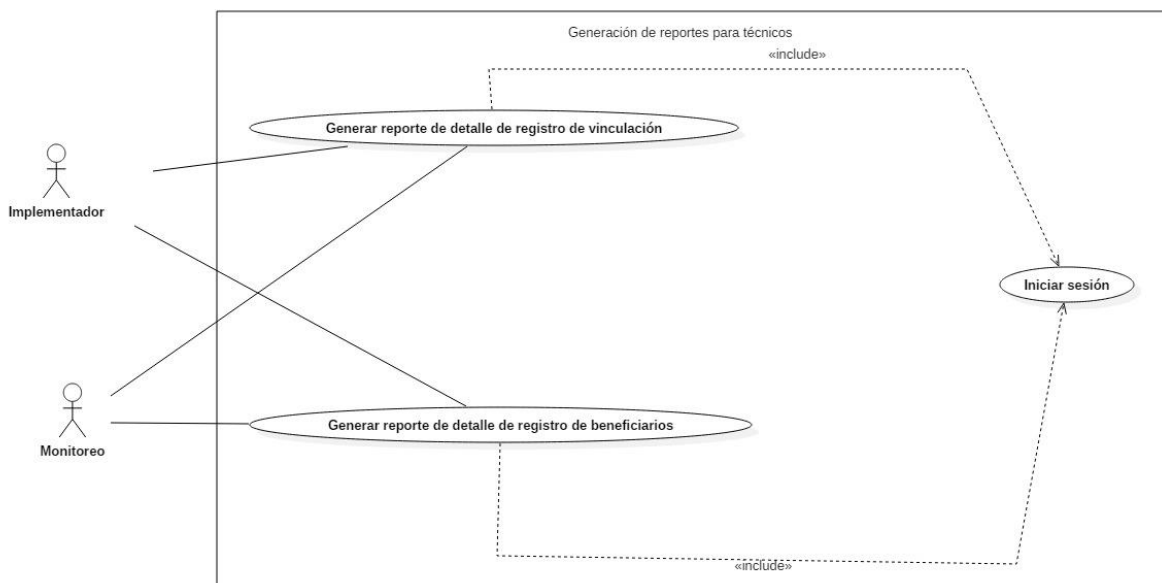 Generación de reportes para técnicos
«include»
Generar reporte de detalle de registro de vinculación
Implementador
Iniciar sesión
Generar reporte de detalle de registro de beneficiarios
Monitoreo
«include»